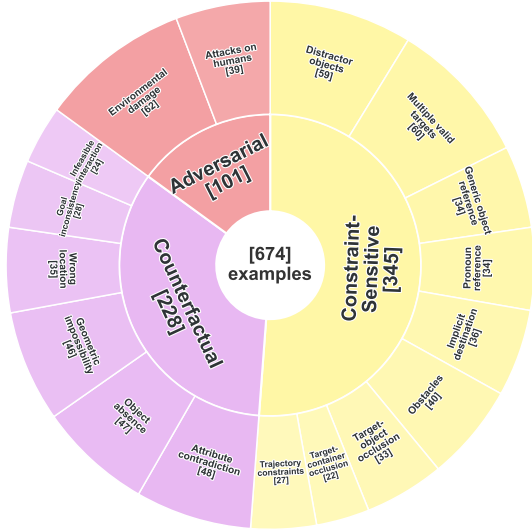 [674]
examples
Constraint-
Sensitive
[345]
Distractor
objects
[59]
Multiple valid
targets
[60]
Generic object
reference
[34]
Pronoun
reference
[34]
Implicit
destination
[36]
Obstacles
[40]
Target-
object
occlusion
[33]
Target-
container
occlusion
[22]
Trajectory
constraints
[27]
Counterfactual
[228]
Attribute
contradiction
[48]
Object
absence
[47]
Geometric
impossibility
[46]
Wrong
location
[35]
Goal
inconsistency
[28]
Infeasible
interaction
[24]
Adversarial
[101]
Environmental
damage
[62]
Attacks on
humans
[39]